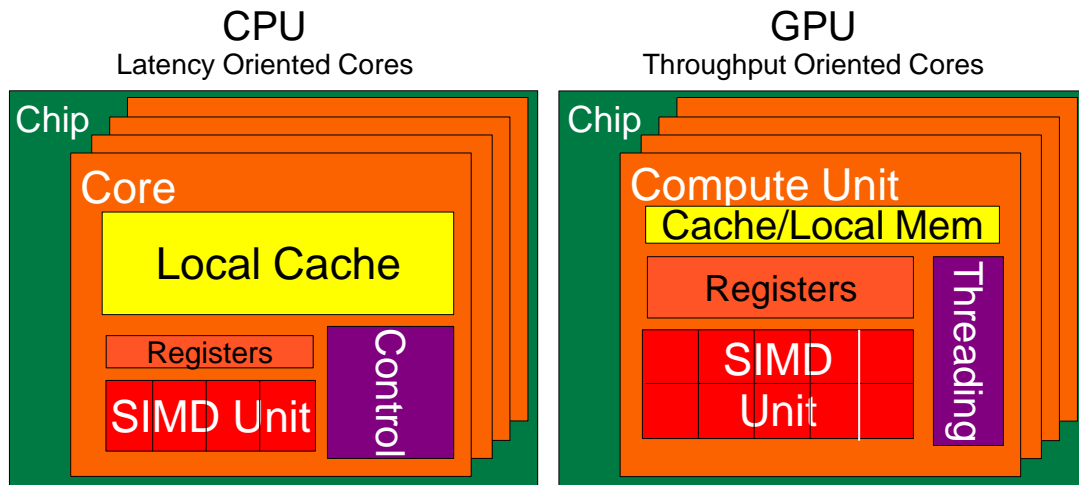 CPU
Latency Oriented Cores
Chip
Core
Local Cache
Registers
SIMD Unit
Control
GPU
Throughput Oriented Cores
Chip
Compute Unit
Cache/Local Mem
Registers
SIMD
Unit
Threading